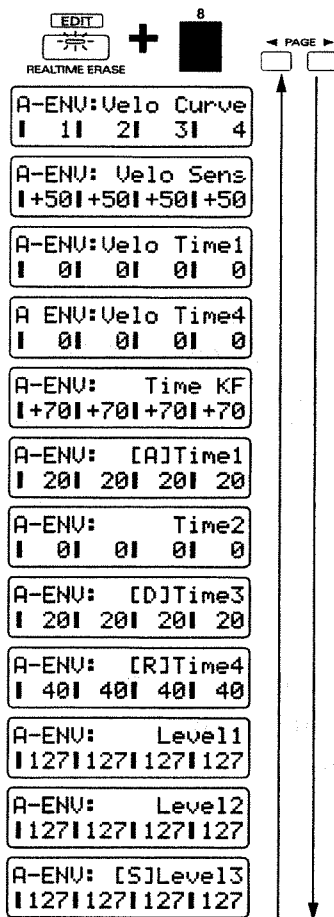 EDIT
8
REALTIME ERASE
◄ PAGE ►
A-ENV:Velo Curve
1 2 3 4
A-ENV: Velo Sens
+50 +50 +50 +50
A-ENV:Velo Time1
0 0 0 0
A ENV:Velo Time4
0 0 0 0
A-ENV: Time KF
+70 +70 +70 +70
A-ENV: [A]Time1
20 20 20 20
A-ENV: Time2
0 0 0 0
A-ENV: [D]Time3
20 20 20 20
A-ENV: [R]Time4
40 40 40 40
A-ENV: Level1
127 127 127 127
A-ENV: Level2
127 127 127 127
A-ENV: [S]Level3
127 127 127 127